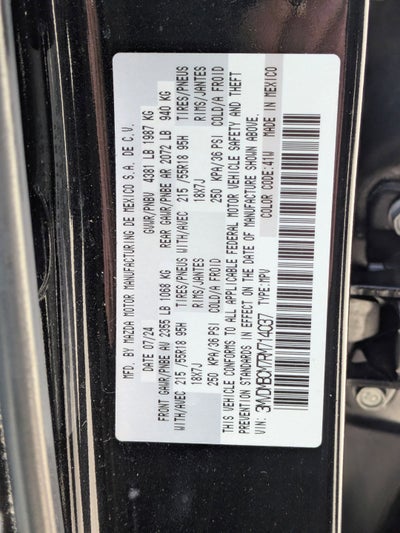 MFD. BY MAZDA MOTOR MANUFACTURING DE MEXICO S.A. DE C.V.
DATE 07/24 GVWR/PNBV 4381 LB 1987 KG
FRONT GAWR/PNBE AV 2355 LB 1068 KG REAR GAWR/PNBE AR 2072 LB 940 KG
WITH/AVEC 215/55R18 95H TIRES/PNEUS WITH/AVEC 215/55R18 95H TIRES/PNEUS
18X7J RIMS/JANTES 18X7J RIMS/JANTES
250 KPA/36 PSI COLD/A FROID 250 KPA/36 PSI COLD/A FROID
THIS VEHICLE CONFORMS TO ALL APPLICABLE FEDERAL MOTOR VEHICLE SAFETY AND THEFT
PREVENTION STANDARDS IN EFFECT ON THE DATE OF MANUFACTURE SHOWN ABOVE.
VIN: 3MVDMBCM7RM714037 TYPE:MPV
COLOR CODE:41W MADE IN MEXICO